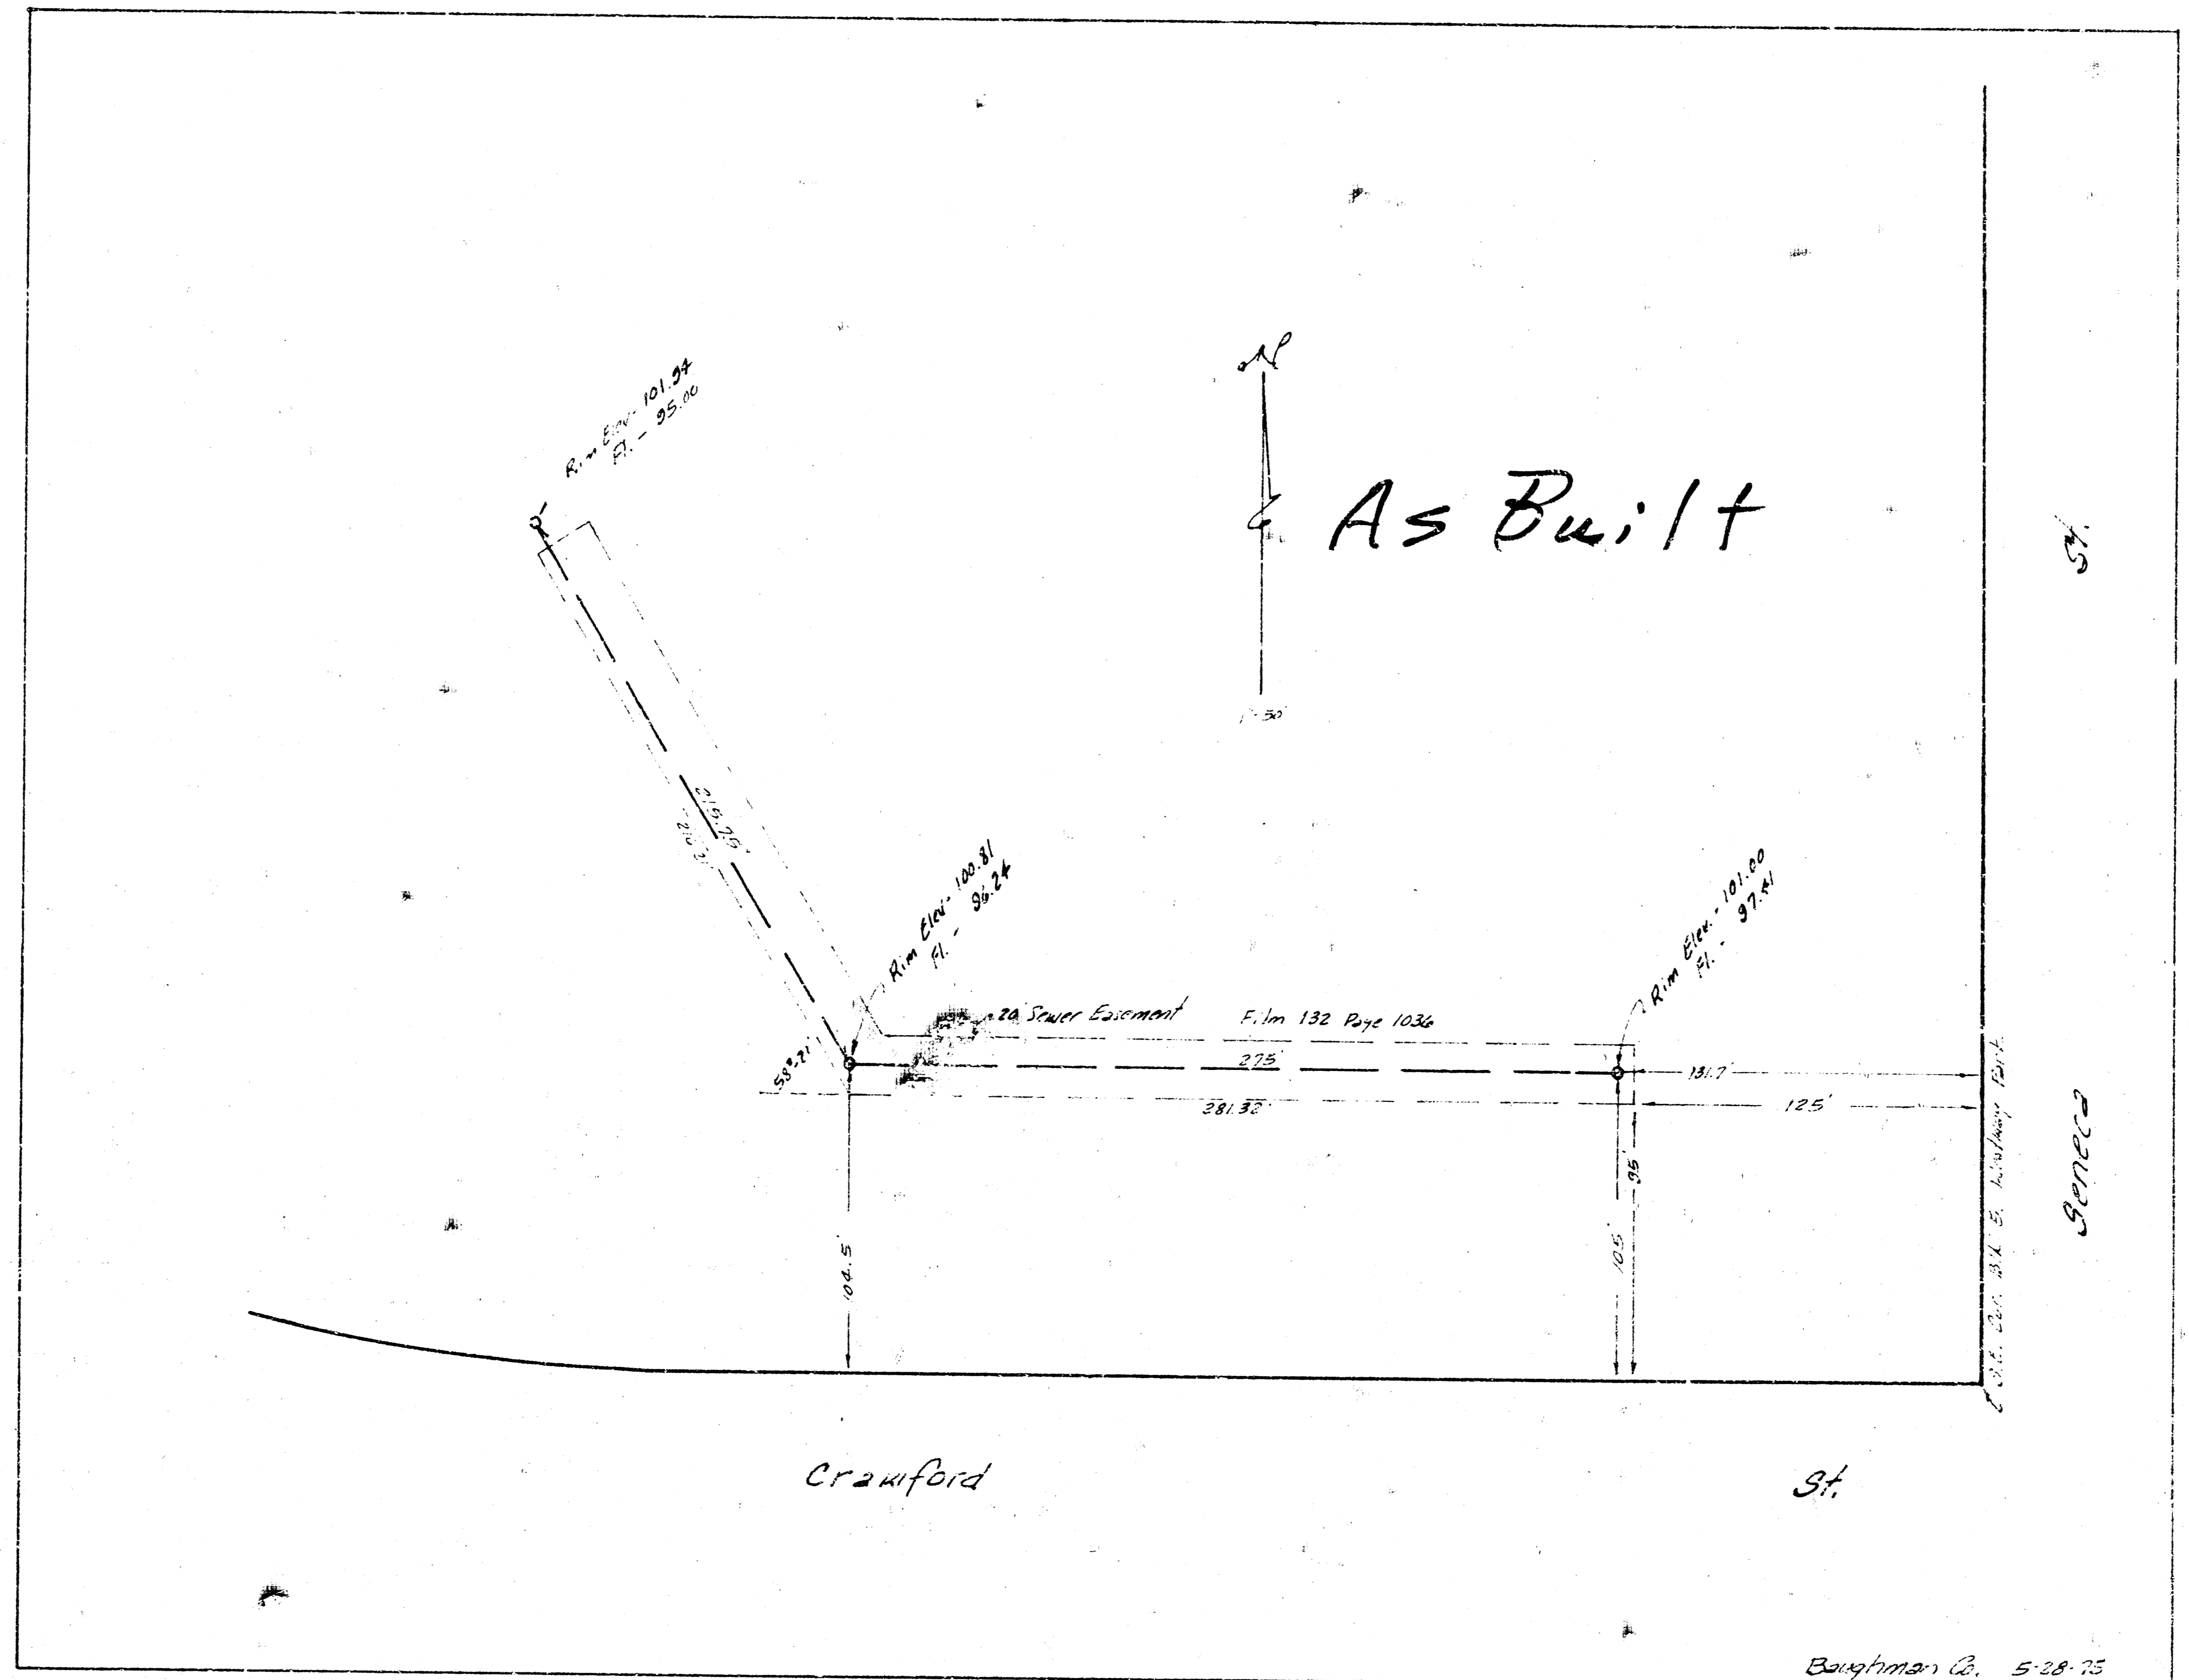 Rim Elev- 101.94
Fl. - 95.00
N
As Built
1"=50'
St.
Rim Elev- 100.81
Fl. - 96.24
Rim Elev. - 101.00
Fl. - 97.41
20' Sewer Easement Film 132 Page 1036
58°-21'
275'
131.7'
281.32'
125'
104.5'
105'
95'
Seneca
Crawford St.
Baughman Co. 5-28-75